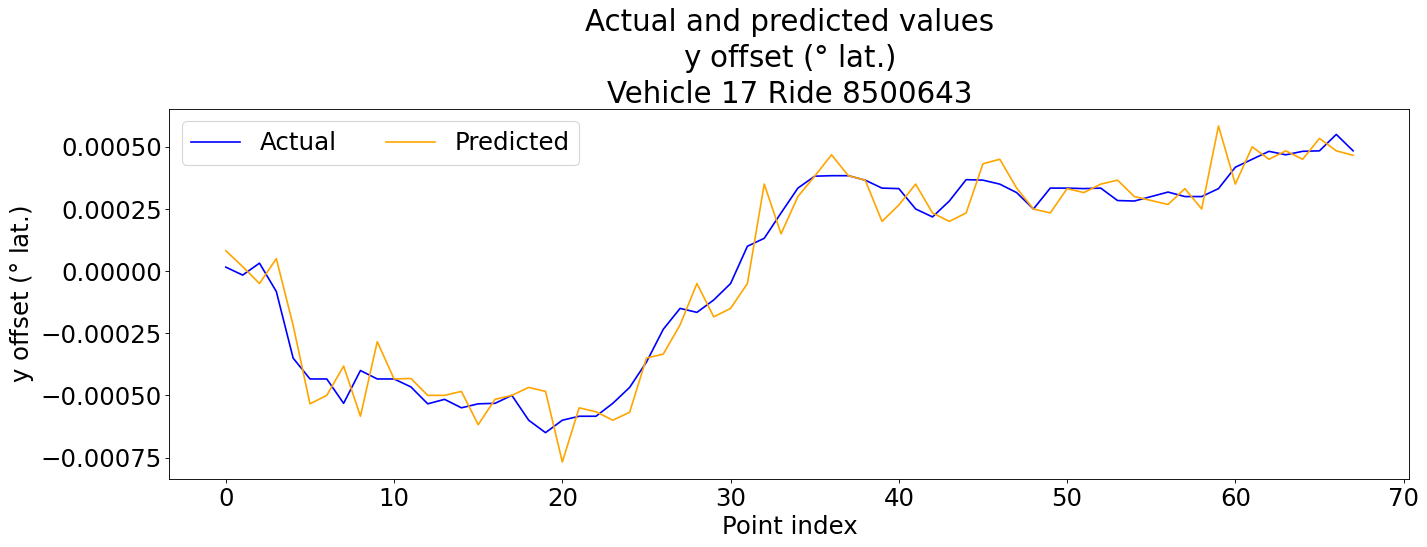 Actual and predicted values
y offset (° lat.)
Vehicle 17 Ride 8500643
Actual
Predicted
y offset (° lat.)
0.00050
0.00025
0.00000
−0.00025
−0.00050
−0.00075
0 10 20 30 40 50 60 70
Point index